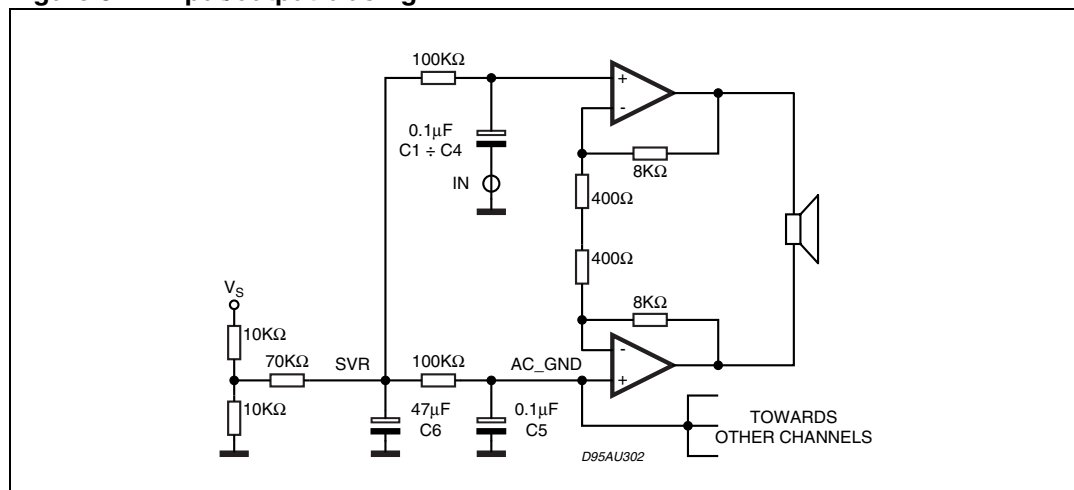 100KΩ
+
-
0.1μF
C1 ÷ C4
8KΩ
IN
400Ω
400Ω
VS
8KΩ
10KΩ
-
70KΩ
SVR
100KΩ
AC_GND
+
10KΩ
47μF
C6
0.1μF
C5
TOWARDS
OTHER CHANNELS
D95AU302